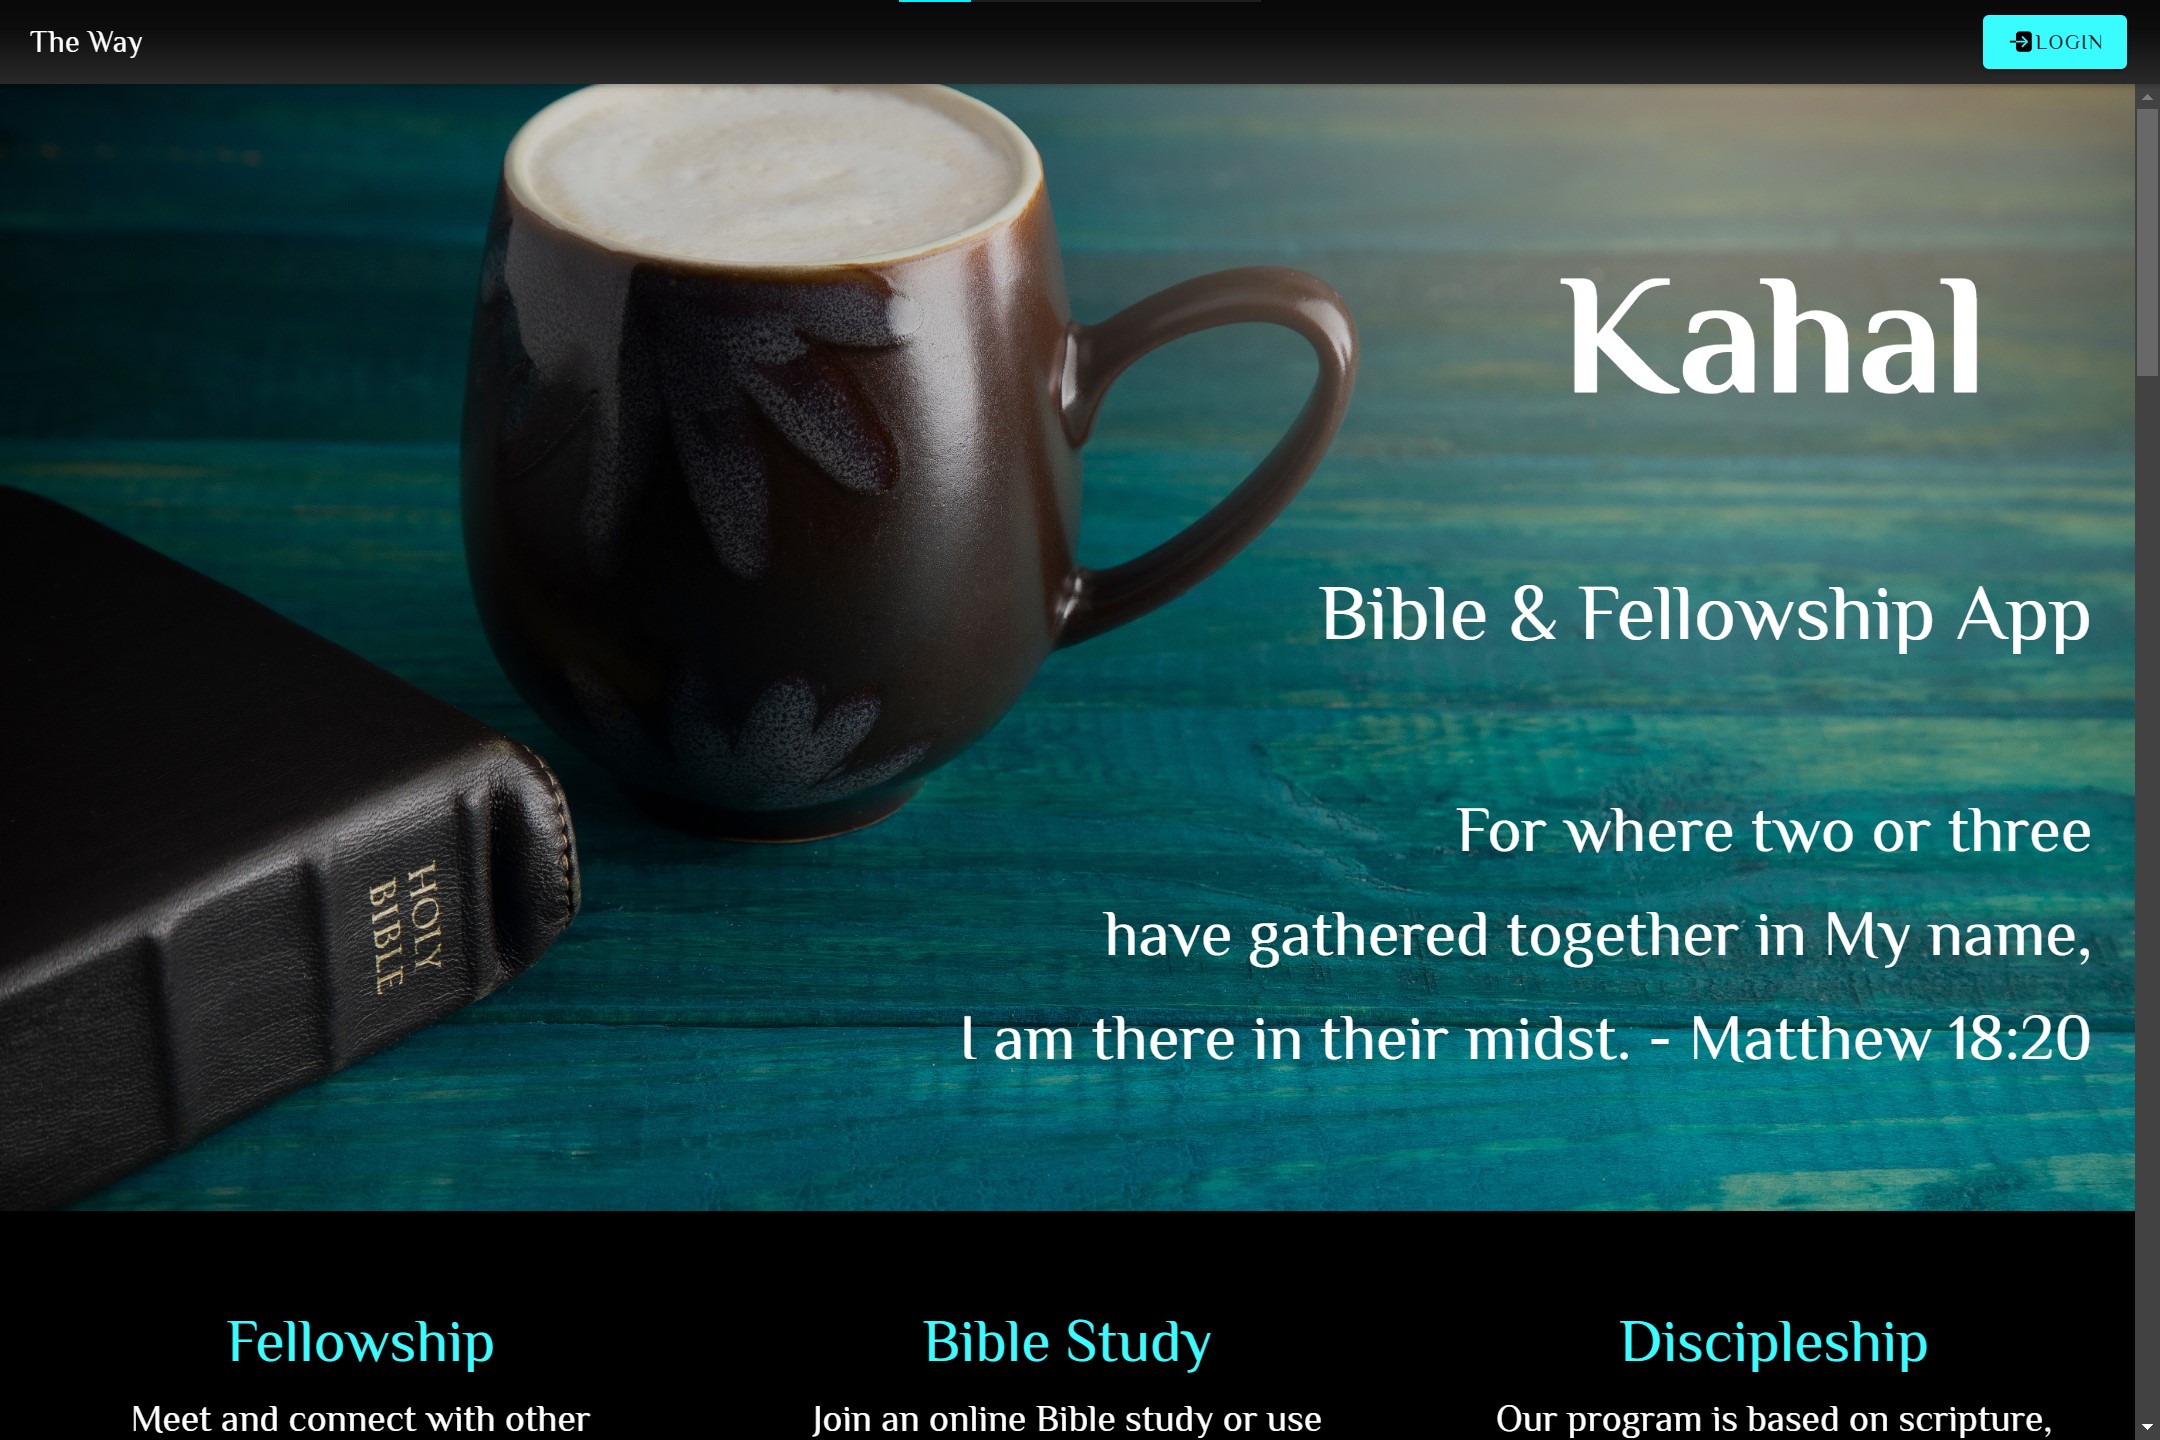 The Way
LOGIN
Kahal
Bible & Fellowship App
For where two or three
have gathered together in My name,
I am there in their midst. - Matthew 18:20
HOLY
BIBLE
Fellowship
Meet and connect with other
Bible Study
Join an online Bible study or use
Discipleship
Our program is based on scripture,